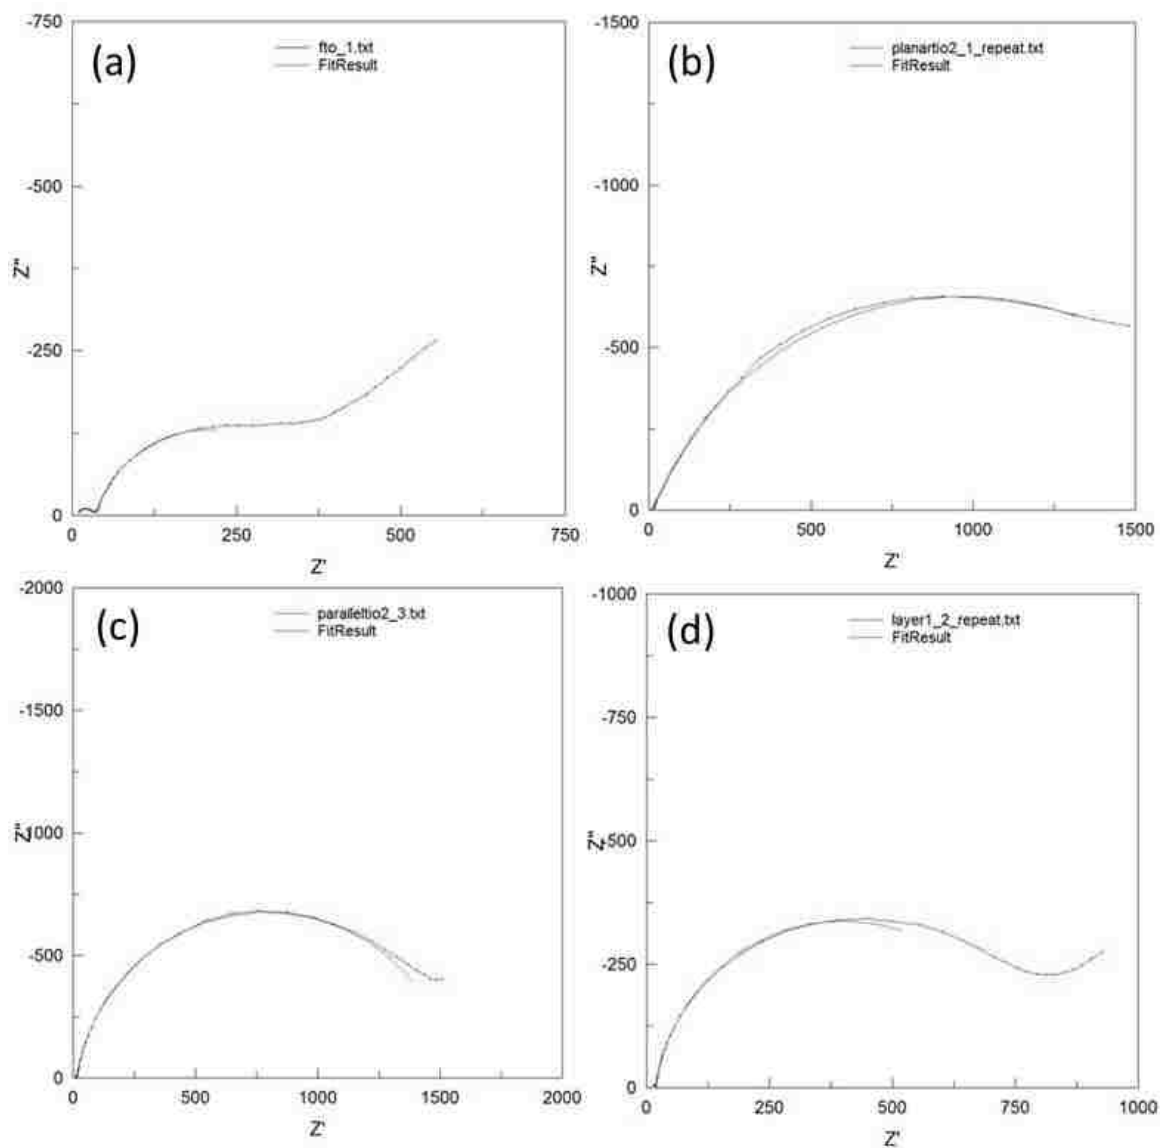 (a)
fto_1.txt
FitResult
-750
-500
-250
0
Z"
0 250 500 750
Z'
(b)
planartio2_1_repeat.txt
FitResult
-1500
-1000
-500
0
Z"
0 500 1000 1500
Z'
(c)
paralleltio2_3.txt
FitResult
-2000
-1500
-1000
-500
0
Z"
0 500 1000 1500 2000
Z'
(d)
layer1_2_repeat.txt
FitResult
-1000
-750
-500
-250
0
Z"
0 250 500 750 1000
Z'